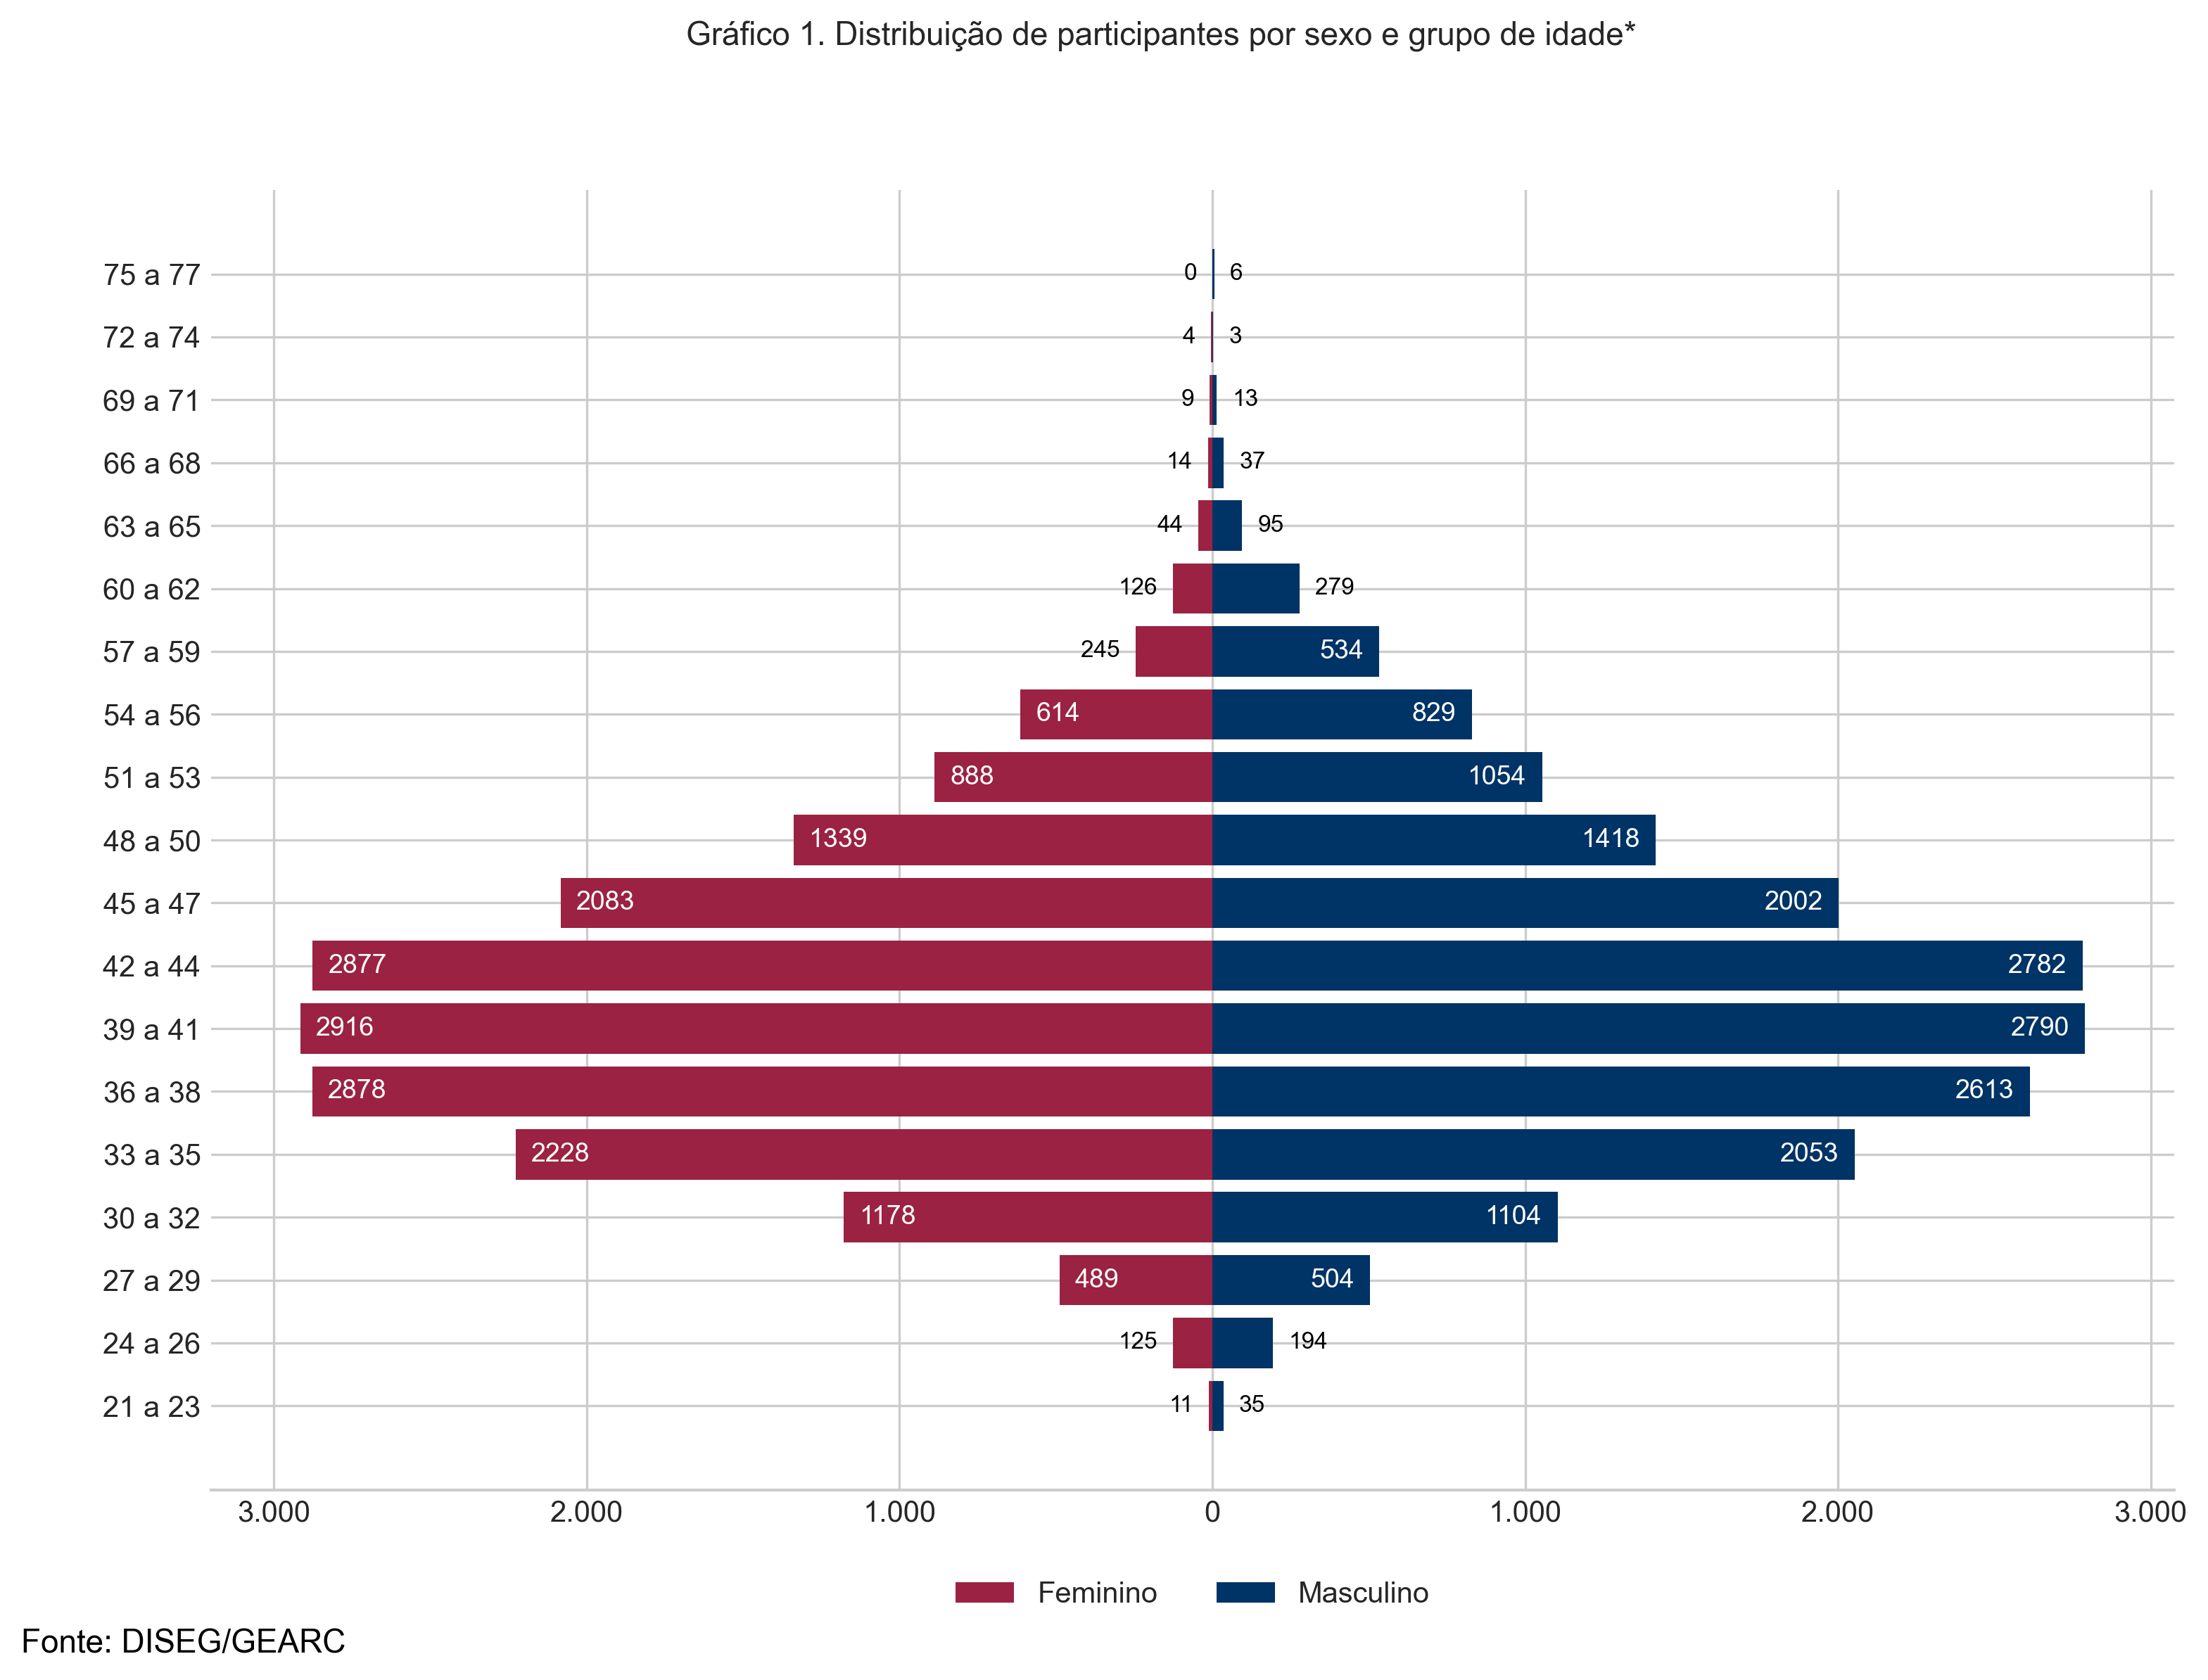 Gráfico 1. Distribuição de participantes por sexo e grupo de idade*
75 a 77 0 6
72 a 74 4 3
69 a 71 9 13
66 a 68 14 37
63 a 65 44 95
60 a 62 126 279
57 a 59 245 534
54 a 56 614 829
51 a 53 888 1054
48 a 50 1339 1418
45 a 47 2083 2002
42 a 44 2877 2782
39 a 41 2916 2790
36 a 38 2878 2613
33 a 35 2228 2053
30 a 32 1178 1104
27 a 29 489 504
24 a 26 125 194
21 a 23 11 35
3.000 2.000 1.000 0 1.000 2.000 3.000
Feminino Masculino
Fonte: DISEG/GEARC